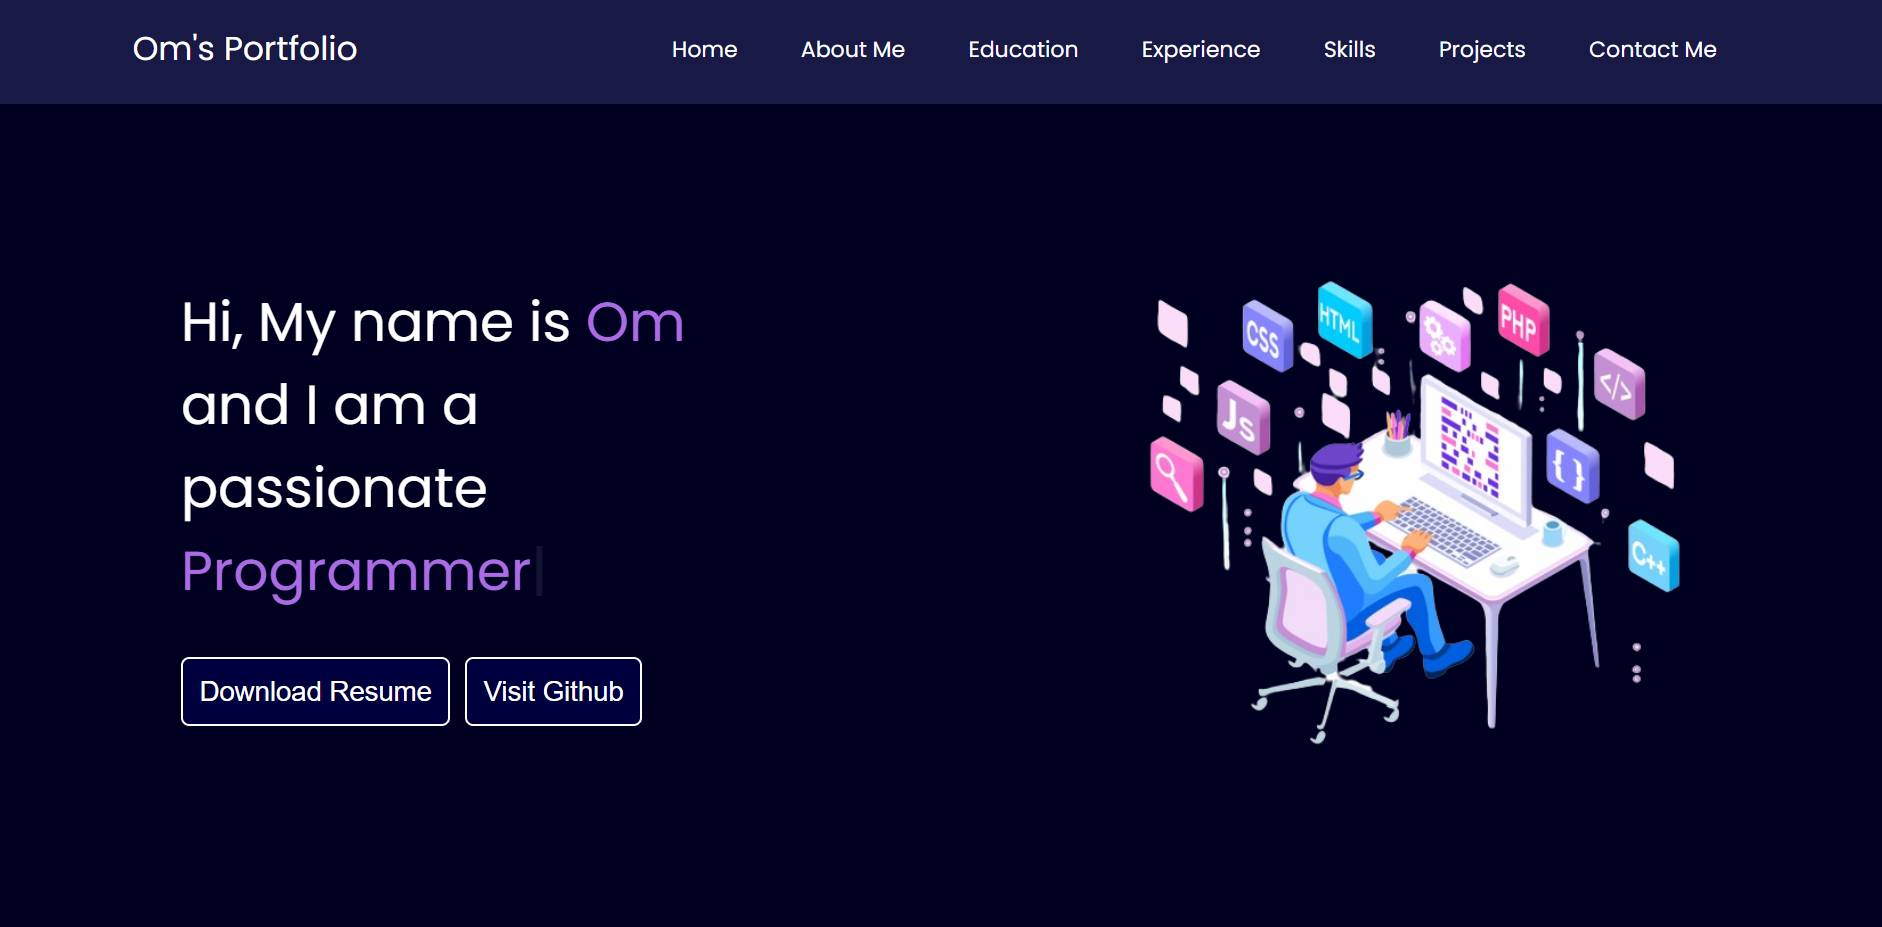 Om's Portfolio
Home
About Me
Education
Experience
Skills
Projects
Contact Me
Hi, My name is Om
and I am a
passionate
Programmer
Download Resume
Visit Github
CSS
HTML
PHP
</>
Js
{ }
C++